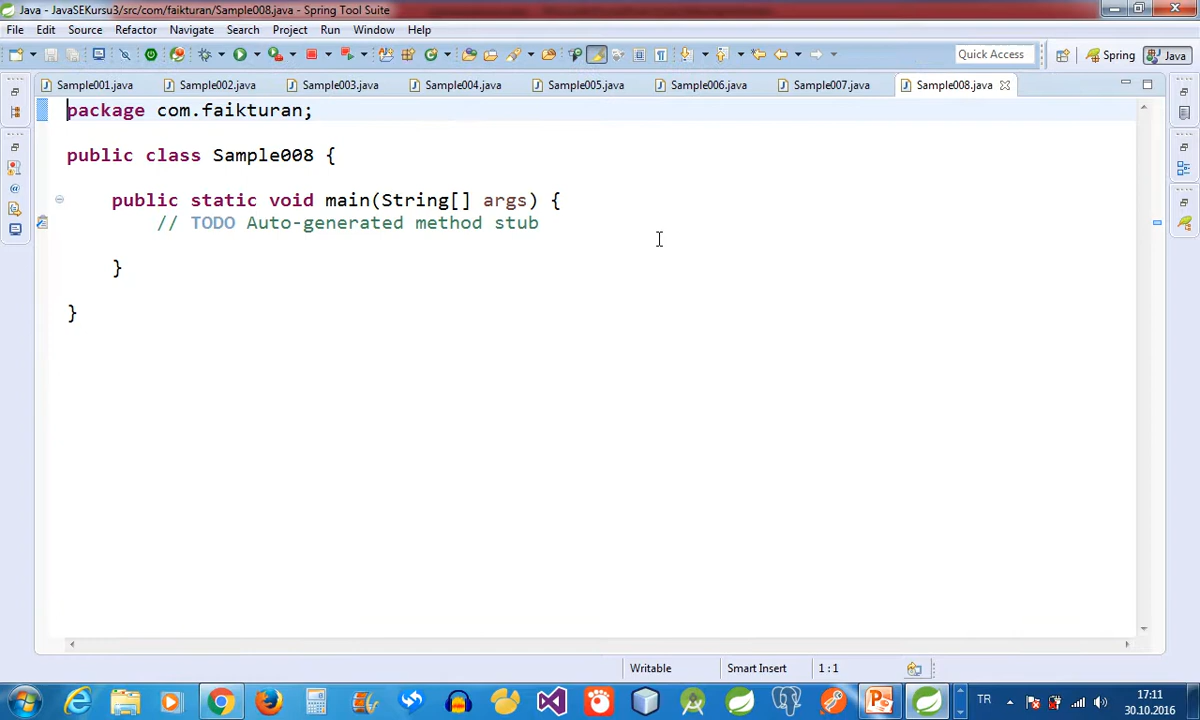 Java - JavaSEKursu3/src/com/faikturan/Sample008.java - Spring Tool Suite
File Edit Source Refactor Navigate Search Project Run Window Help
Quick Access Spring Java
Sample001.java Sample002.java Sample003.java Sample004.java Sample005.java Sample006.java Sample007.java Sample008.java
package com.faikturan;
public class Sample008 {
public static void main(String[] args) {
// TODO Auto-generated method stub
}
}
Writable Smart Insert 1 : 1
TR 17:11
30.10.2016